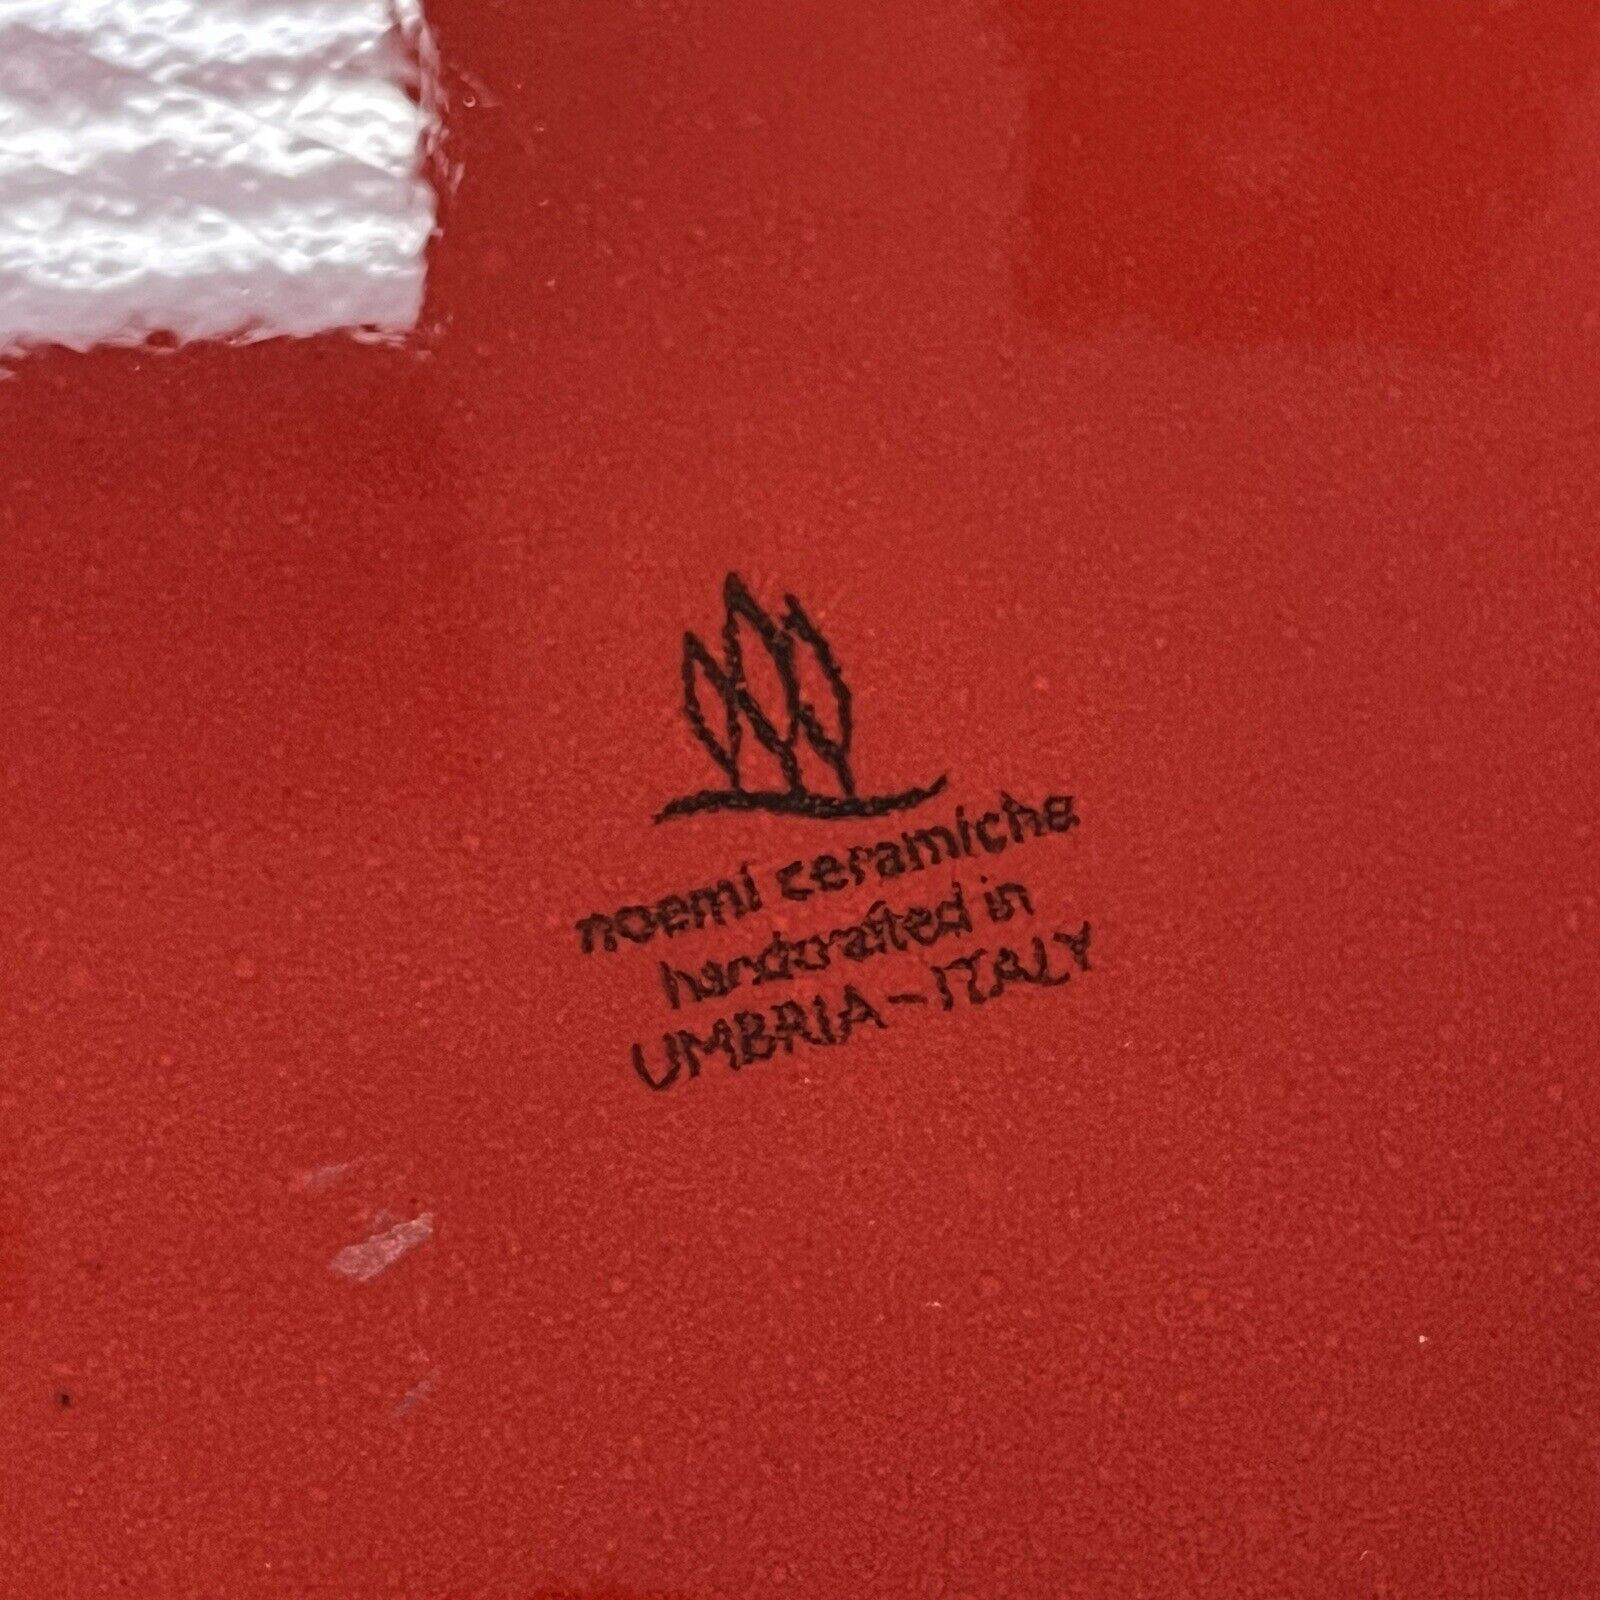 noemi ceramiche
handcrafted in
UMBRIA-ITALY